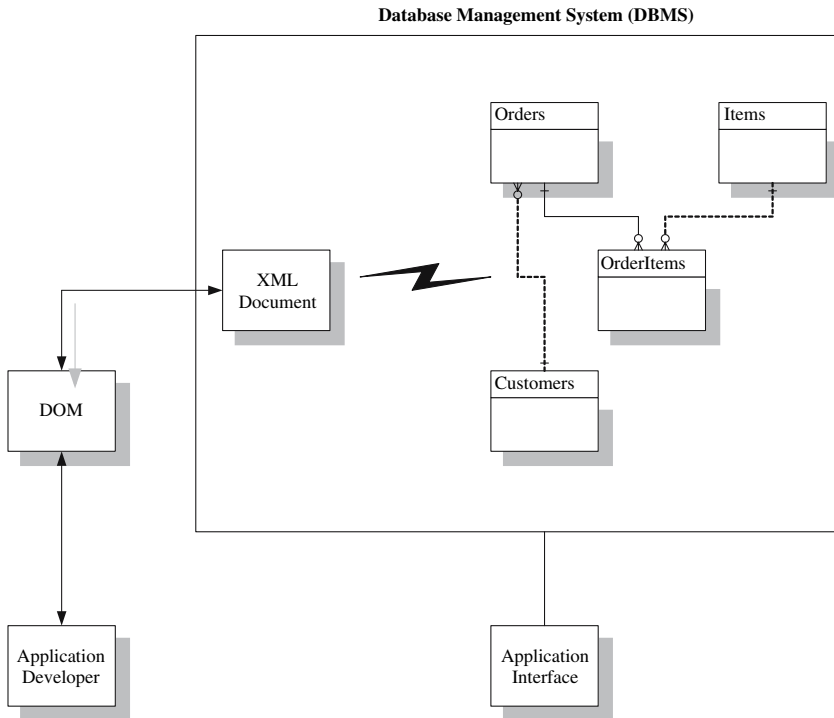 Database Management System (DBMS)
Orders
Items
XML
Document
OrderItems
DOM
Customers
Application
Developer
Application
Interface